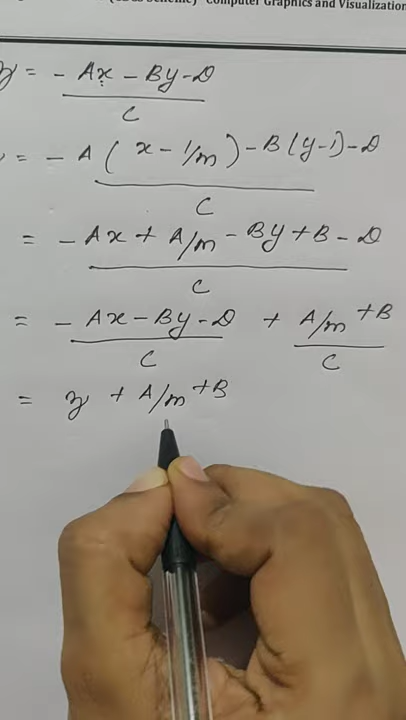 Computer Graphics and Visualization
z = - Ax - By - D / C
= - A ( x - 1/m ) - B ( y - 1 ) - D / C
= - Ax + A/m - By + B - D / C
= - Ax - By - D / C + A/m + B / C
= z + A/m + B